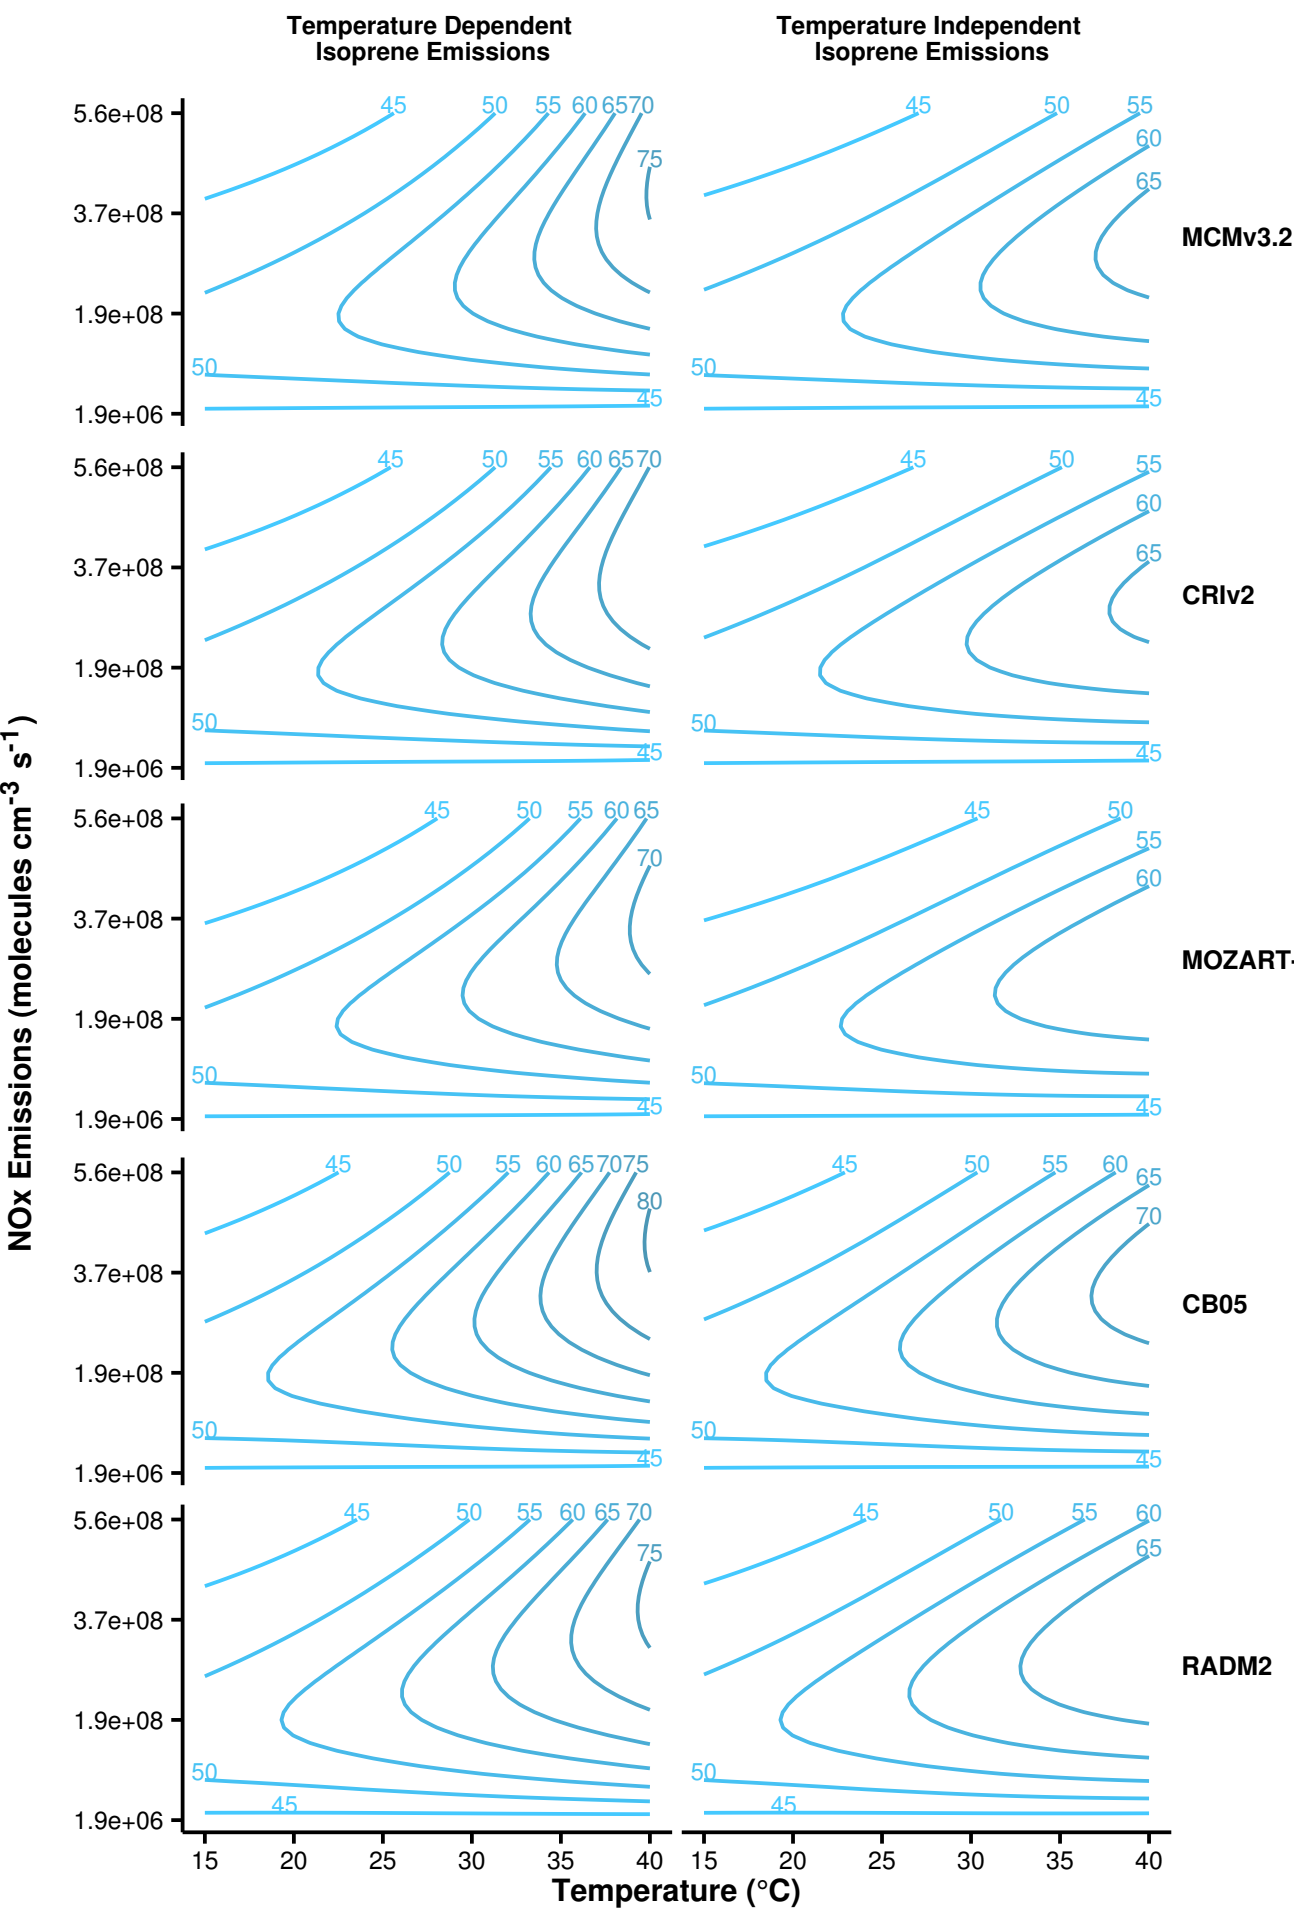 Temperature Dependent
Isoprene Emissions
Temperature Independent
Isoprene Emissions
NOx Emissions (molecules cm-3 s-1)
5.6e+08
3.7e+08
1.9e+08
1.9e+06
45 50 55 60 65 70
75
50
45
45 50 55
60
65
50
45
MCMv3.2
5.6e+08
3.7e+08
1.9e+08
1.9e+06
45 50 55 60 65 70
50
45
45 50 55
60
65
50
45
CRIv2
5.6e+08
3.7e+08
1.9e+08
1.9e+06
45 50 55 60 65
70
50
45
45 50
55
60
50
45
MOZART-
5.6e+08
3.7e+08
1.9e+08
1.9e+06
45 50 55 60 65 70 75
80
50
45
45 50 55 60
65
70
50
45
CB05
5.6e+08
3.7e+08
1.9e+08
1.9e+06
45 50 55 60 65 70
75
50
45
45 50 55 60
65
50
45
RADM2
15 20 25 30 35 40
15 20 25 30 35 40
Temperature (°C)